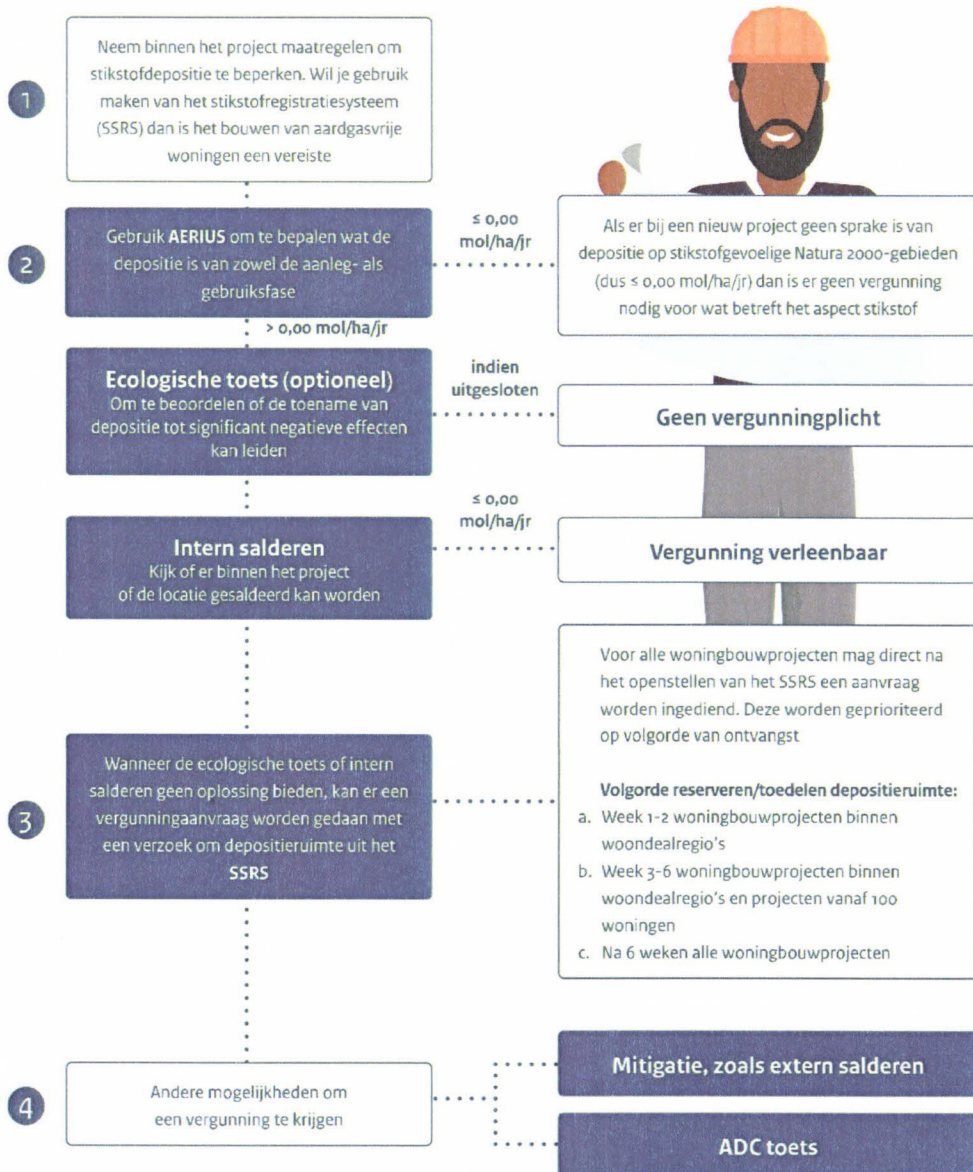 1
Neem binnen het project maatregelen om
stikstofdepositie te beperken. Wil je gebruik
maken van het stikstofregistratiesysteem
(SSRS) dan is het bouwen van aardgasvrije
woningen een vereiste
2
Gebruik AERIUS om te bepalen wat de
depositie is van zowel de aanleg- als
gebruiksfase
≤ 0,00
mol/ha/jr
Als er bij een nieuw project geen sprake is van
depositie op stikstofgevoelige Natura 2000-gebieden
(dus ≤ 0,00 mol/ha/jr) dan is er geen vergunning
nodig voor wat betreft het aspect stikstof
> 0,00 mol/ha/jr
Ecologische toets (optioneel)
Om te beoordelen of de toename van
depositie tot significant negatieve effecten
kan leiden
indien
uitgesloten
Geen vergunningplicht
Intern salderen
Kijk of er binnen het project
of de locatie gesaldeerd kan worden
≤ 0,00
mol/ha/jr
Vergunning verleenbaar
3
Wanneer de ecologische toets of intern
salderen geen oplossing bieden, kan er een
vergunningaanvraag worden gedaan met
een verzoek om depositieruimte uit het
SSRS
Voor alle woningbouwprojecten mag direct na
het openstellen van het SSRS een aanvraag
worden ingediend. Deze worden geprioriteerd
op volgorde van ontvangst
Volgorde reserveren/toedelen depositieruimte:
a. Week 1-2 woningbouwprojecten binnen
woondealregio's
b. Week 3-6 woningbouwprojecten binnen
woondealregio's en projecten vanaf 100
woningen
c. Na 6 weken alle woningbouwprojecten
4
Andere mogelijkheden om
een vergunning te krijgen
Mitigatie, zoals extern salderen
ADC toets